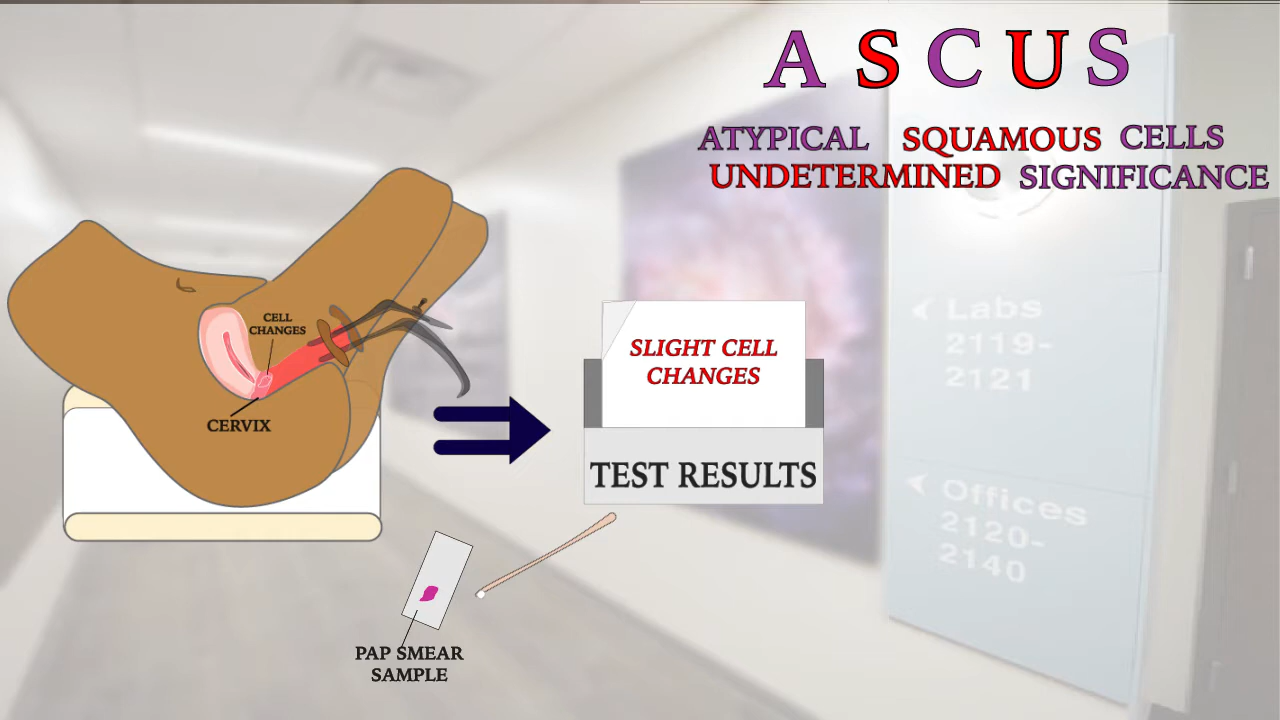 A S C U S
ATYPICAL SQUAMOUS CELLS
UNDETERMINED SIGNIFICANCE
CELL
CHANGES
CERVIX
SLIGHT CELL
CHANGES
TEST RESULTS
PAP SMEAR
SAMPLE
Labs
2119-
2121
Offices
2120-
2140